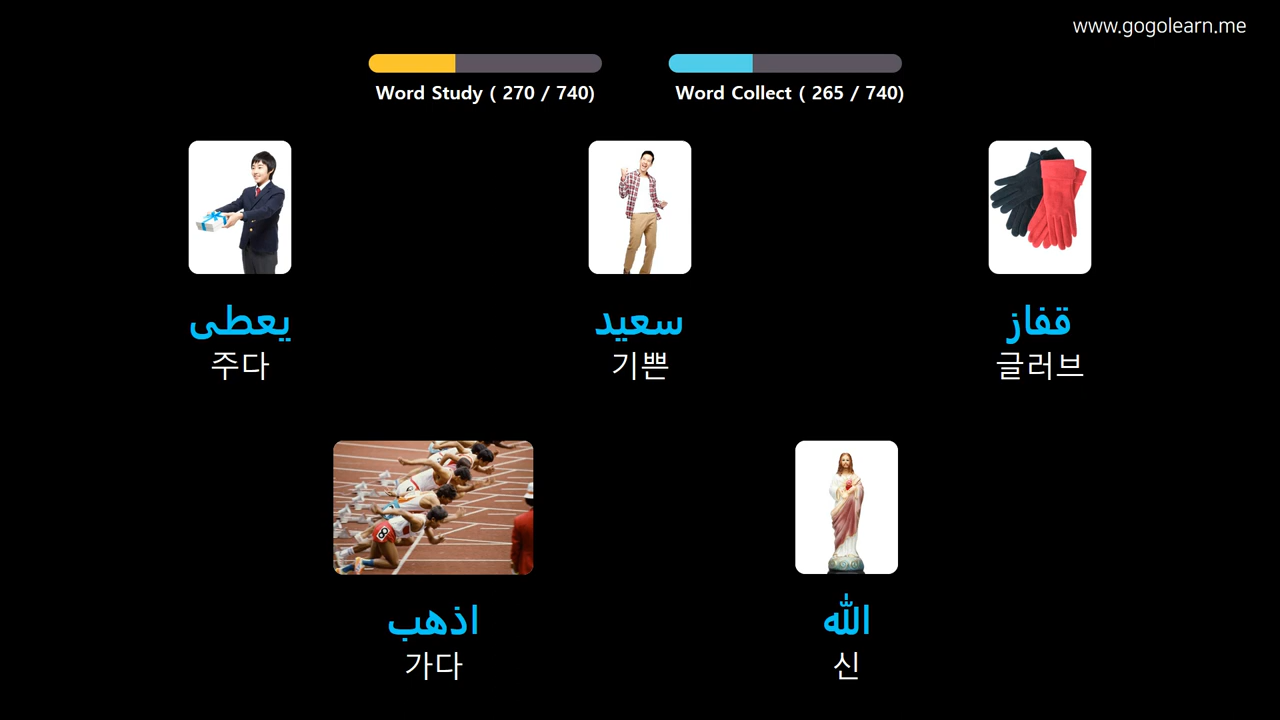 www.gogolearn.me
Word Study ( 270 / 740)
Word Collect ( 265 / 740)
يعطى
주다
سعيد
기쁜
قفاز
글러브
اذهب
가다
الله
신